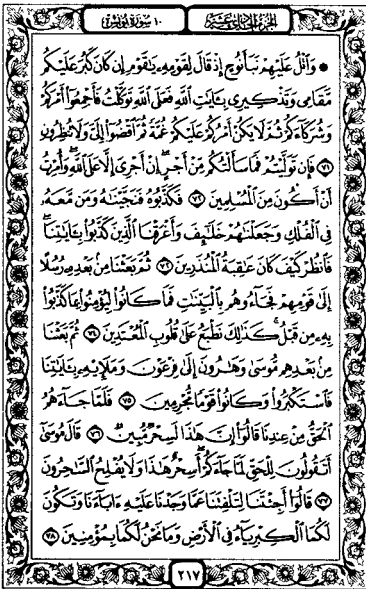 الجزء الحادي عشر
١٠ سورة يونس
۞ وَٱتۡلُ عَلَيۡهِمۡ نَبَأَ نُوحٍ إِذۡ قَالَ لِقَوۡمِهِۦ يَٰقَوۡمِ إِن كَانَ كَبُرَ عَلَيۡكُم
مَّقَامِي وَتَذۡكِيرِي بِـَٔايَٰتِ ٱللَّهِ فَعَلَى ٱللَّهِ تَوَكَّلۡتُ فَأَجۡمِعُوٓاْ أَمۡرَكُمۡ
وَشُرَكَآءَكُمۡ ثُمَّ لَا يَكُنۡ أَمۡرُكُمۡ عَلَيۡكُمۡ غُمَّةٗ ثُمَّ ٱقۡضُوٓاْ إِلَيَّ وَلَا تُنظِرُونِ
٧١ فَإِن تَوَلَّيۡتُمۡ فَمَا سَأَلۡتُكُم مِّنۡ أَجۡرٍۖ إِنۡ أَجۡرِيَ إِلَّا عَلَى ٱللَّهِۖ وَأُمِرۡتُ
أَنۡ أَكُونَ مِنَ ٱلۡمُسۡلِمِينَ ٧٢ فَكَذَّبُوهُ فَنَجَّيۡنَٰهُ وَمَن مَّعَهُۥ
فِي ٱلۡفُلۡكِ وَجَعَلۡنَٰهُمۡ خَلَٰٓئِفَ وَأَغۡرَقۡنَا ٱلَّذِينَ كَذَّبُواْ بِـَٔايَٰتِنَاۖ
فَٱنظُرۡ كَيۡفَ كَانَ عَٰقِبَةُ ٱلۡمُنذَرِينَ ٧٣ ثُمَّ بَعَثۡنَا مِنۢ بَعۡدِهِۦ رُسُلًا
إِلَىٰ قَوۡمِهِمۡ فَجَآءُوهُم بِٱلۡبَيِّنَٰتِ فَمَا كَانُواْ لِيُؤۡمِنُواْ بِمَا كَذَّبُواْ
بِهِۦ مِن قَبۡلُۚ كَذَٰلِكَ نَطۡبَعُ عَلَىٰ قُلُوبِ ٱلۡمُعۡتَدِينَ ٧٤ ثُمَّ بَعَثۡنَا
مِنۢ بَعۡدِهِم مُّوسَىٰ وَهَٰرُونَ إِلَىٰ فِرۡعَوۡنَ وَمَلَإِيْهِۦ بِـَٔايَٰتِنَا
فَٱسۡتَكۡبَرُواْ وَكَانُواْ قَوۡمٗا مُّجۡرِمِينَ ٧٥ فَلَمَّا جَآءَهُمُ
ٱلۡحَقُّ مِنۡ عِندِنَا قَالُوٓاْ إِنَّ هَٰذَا لَسِحۡرٞ مُّبِينٞ ٧٦ قَالَ مُوسَىٰٓ
أَتَقُولُونَ لِلۡحَقِّ لَمَّا جَآءَكُمۡۖ أَسِحۡرٌ هَٰذَا وَلَا يُفۡلِحُ ٱلسَّٰحِرُونَ
٧٧ قَالُوٓاْ أَجِئۡتَنَا لِتَلۡفِتَنَا عَمَّا وَجَدۡنَا عَلَيۡهِ ءَابَآءَنَا وَتَكُونَ
لَكُمَا ٱلۡكِبۡرِيَآءُ فِي ٱلۡأَرۡضِ وَمَا نَحۡنُ لَكُمَا بِمُؤۡمِنِينَ ٧٨
٢١٧